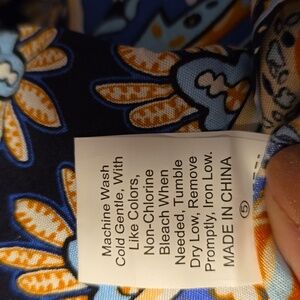 Machine Wash
Cold Gentle, With
Like Colors,
Non-Chlorine
Bleach When
Needed, Tumble
Dry Low, Remove
Promptly, Iron Low.
MADE IN CHINA